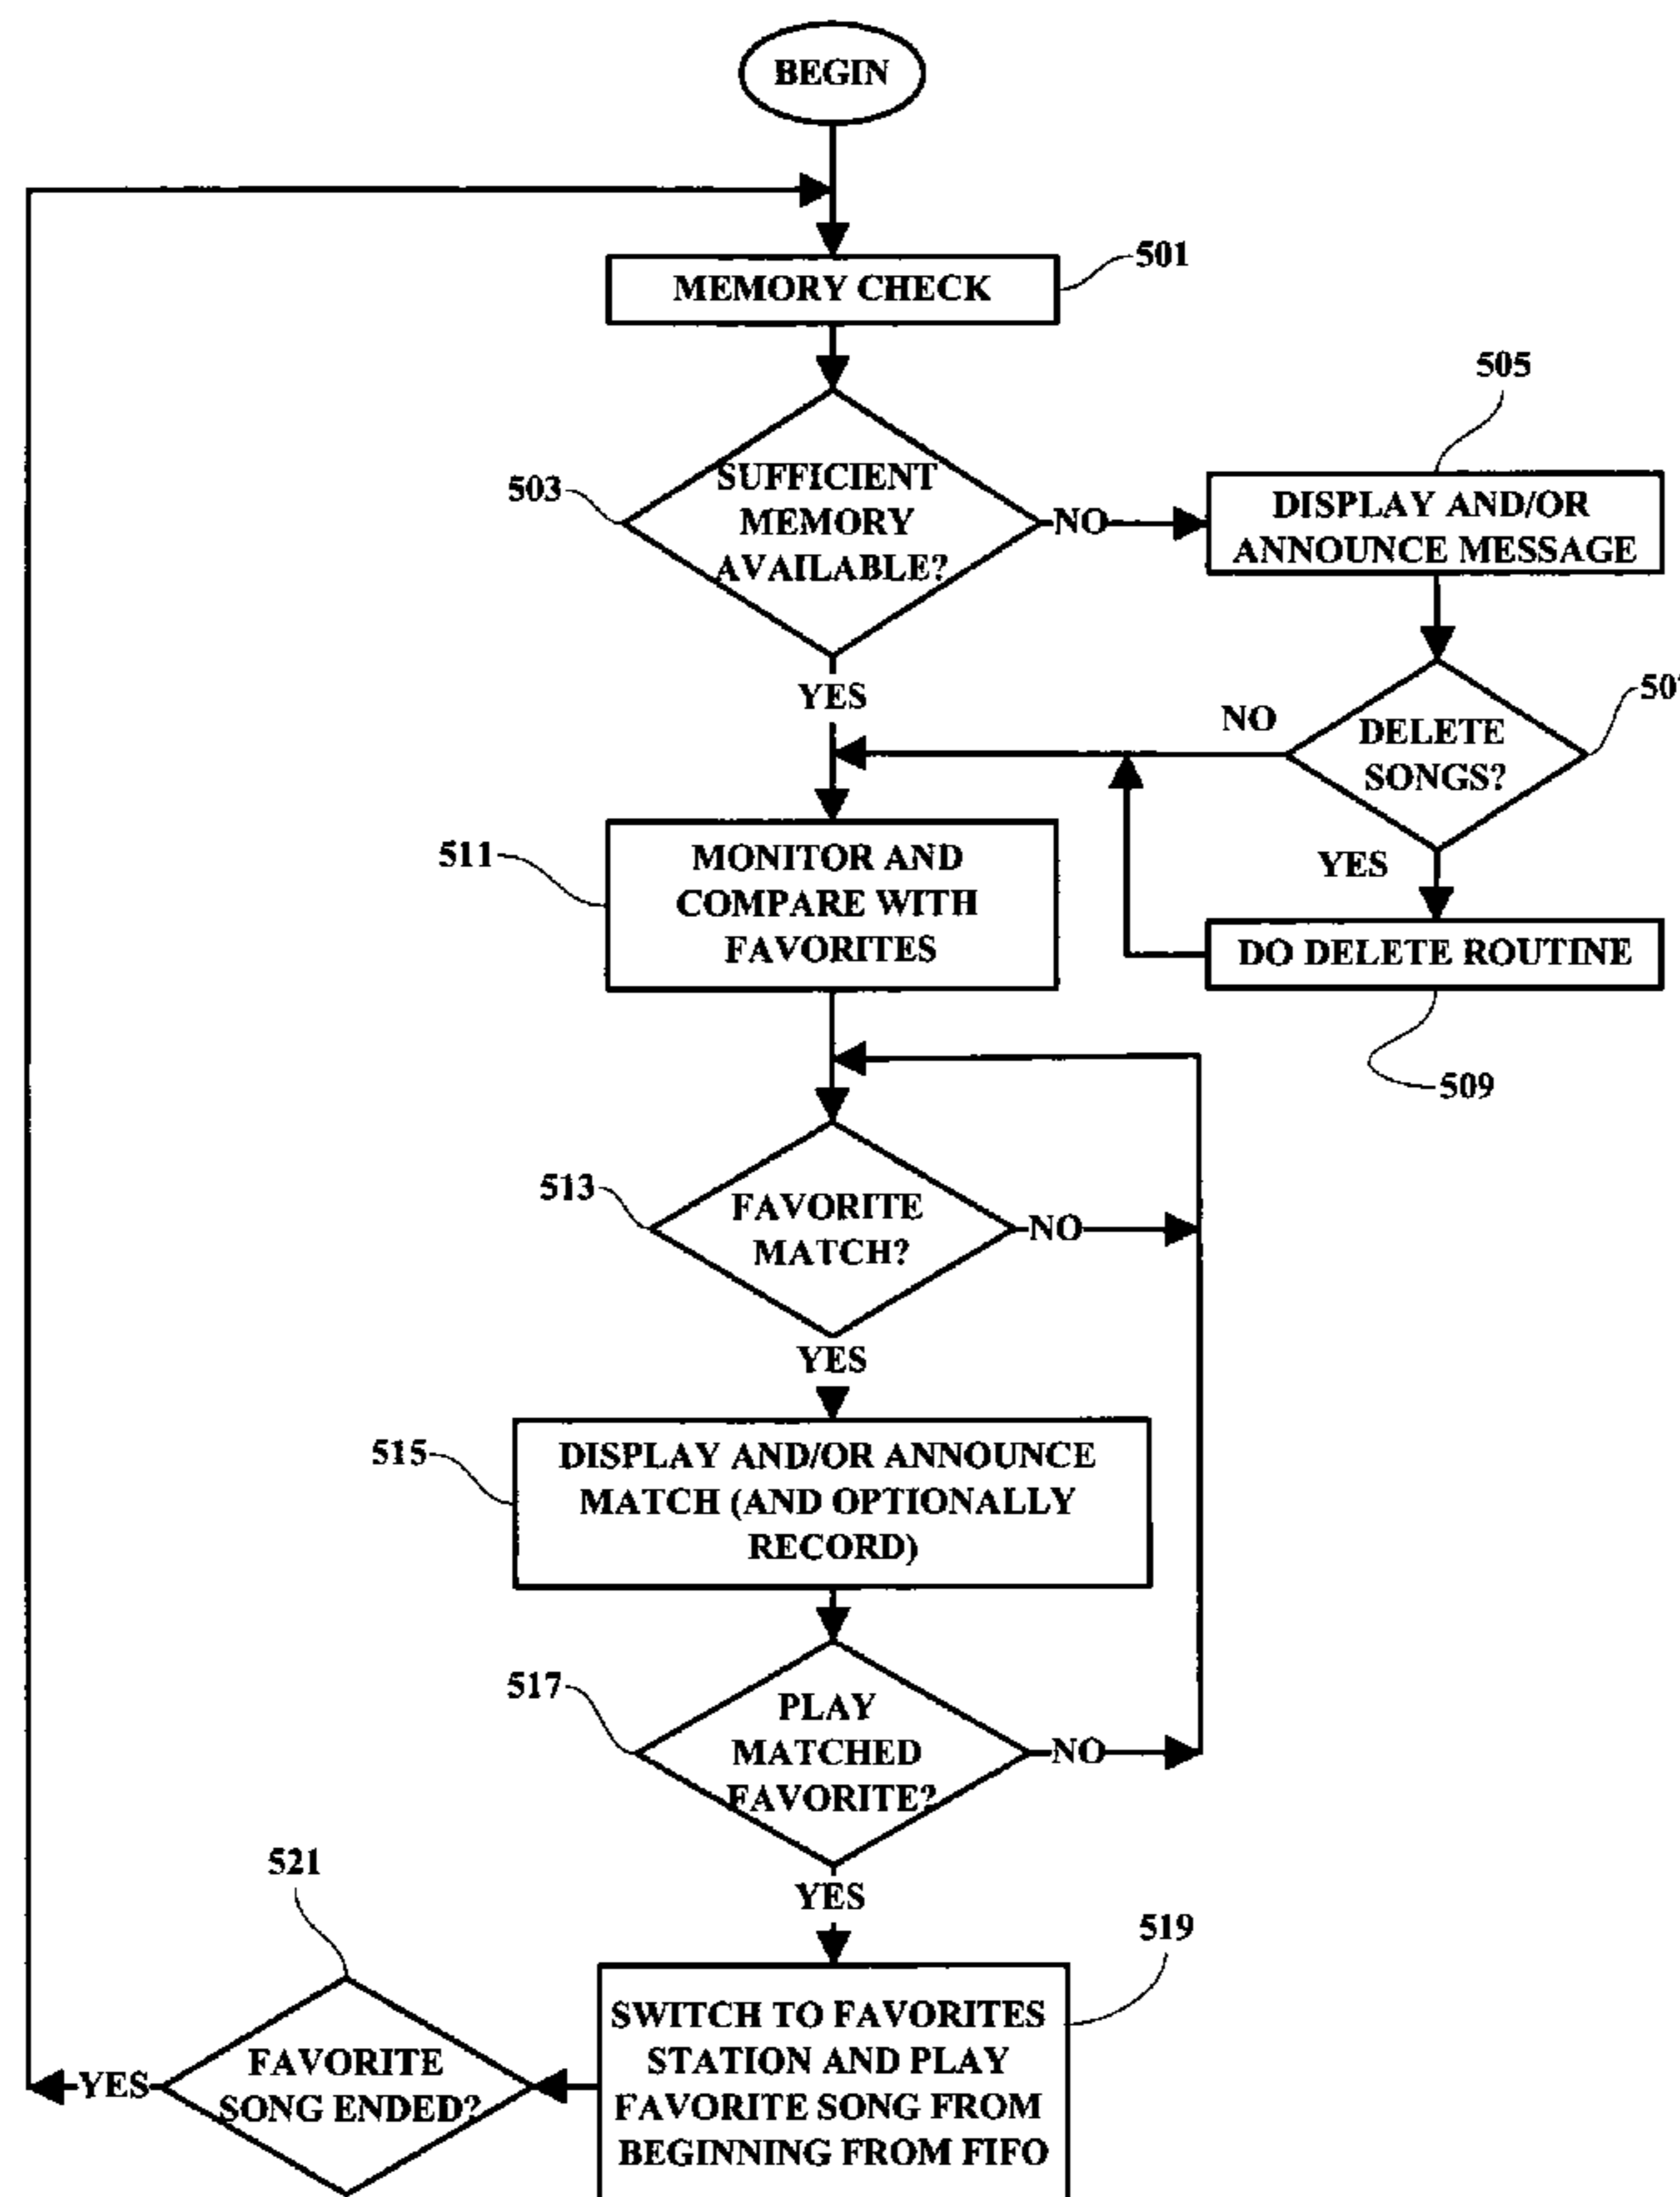 BEGIN
MEMORY CHECK
501
SUFFICIENT
MEMORY
AVAILABLE?
503
NO
505
DISPLAY AND/OR
ANNOUNCE MESSAGE
YES
DELETE
SONGS?
NO
YES
DO DELETE ROUTINE
509
511
MONITOR AND
COMPARE WITH
FAVORITES
513
FAVORITE
MATCH?
NO
YES
515
DISPLAY AND/OR ANNOUNCE
MATCH (AND OPTIONALLY
RECORD)
517
PLAY
MATCHED
FAVORITE?
NO
YES
519
SWITCH TO FAVORITES
STATION AND PLAY
FAVORITE SONG FROM
BEGINNING FROM FIFO
521
FAVORITE
SONG ENDED?
YES